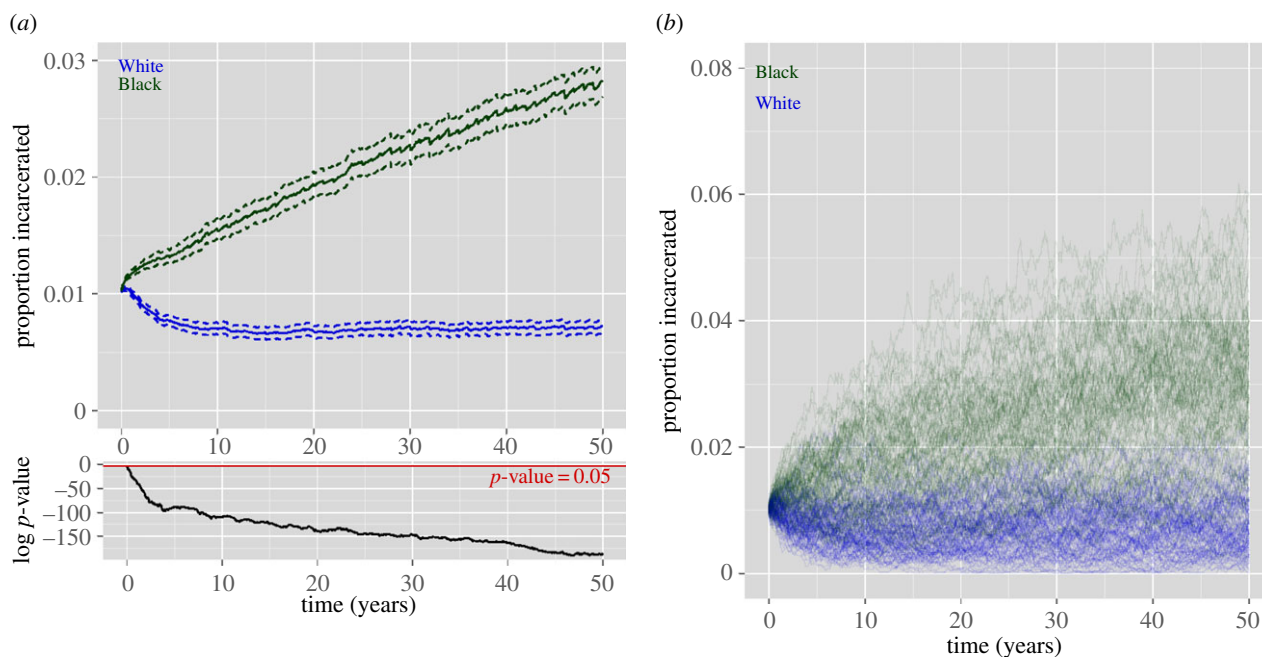 (a)
White
Black
0.03
0.02
0.01
0
proportion incarcerated
0 10 20 30 40 50
0
−50
−100
−150
log p-value
p-value = 0.05
0 10 20 30 40 50
time (years)
(b)
Black
White
0.08
0.06
0.04
0.02
0
proportion incarcerated
0 10 20 30 40 50
time (years)